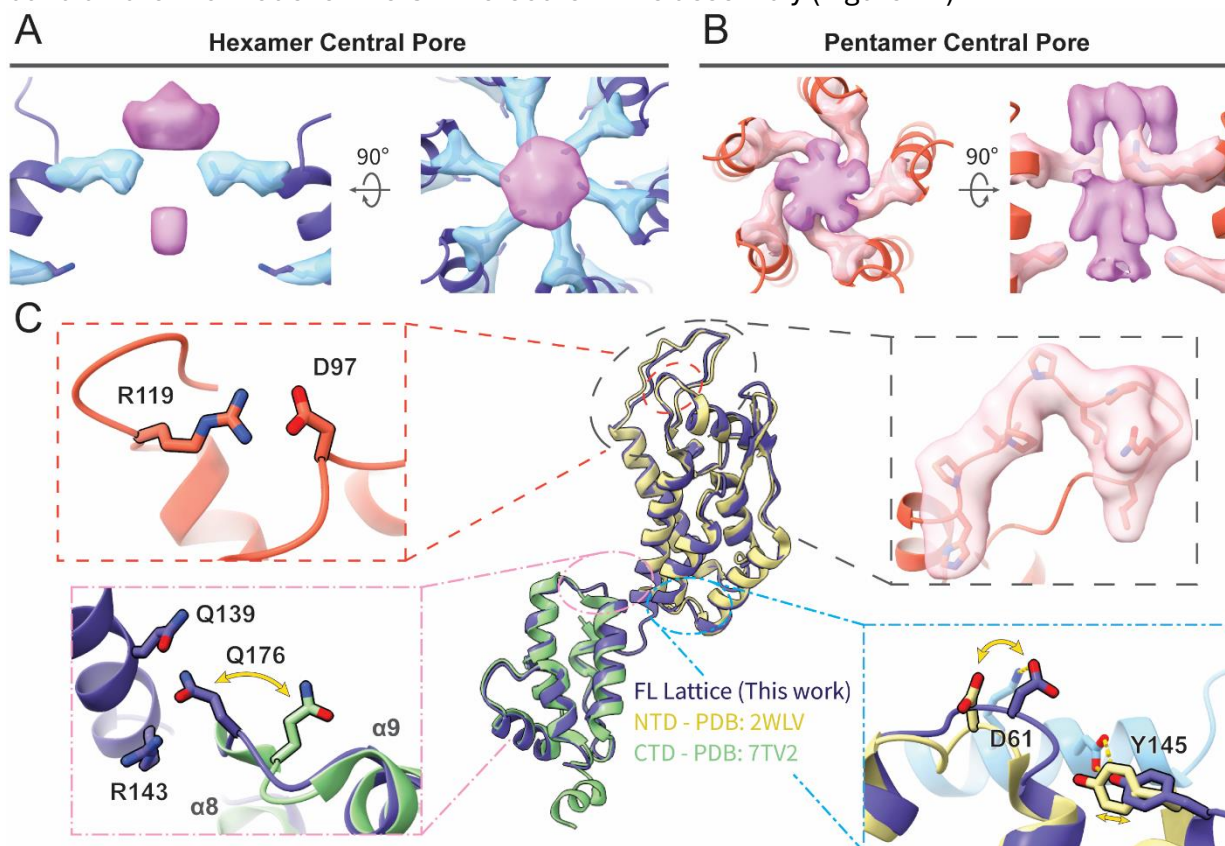 A
Hexamer Central Pore
90°
B
Pentamer Central Pore
90°
C
R119
D97
Q139
Q176
R143
α8
α9
FL Lattice (This work)
NTD - PDB: 2WLV
CTD - PDB: 7TV2
D61
Y145